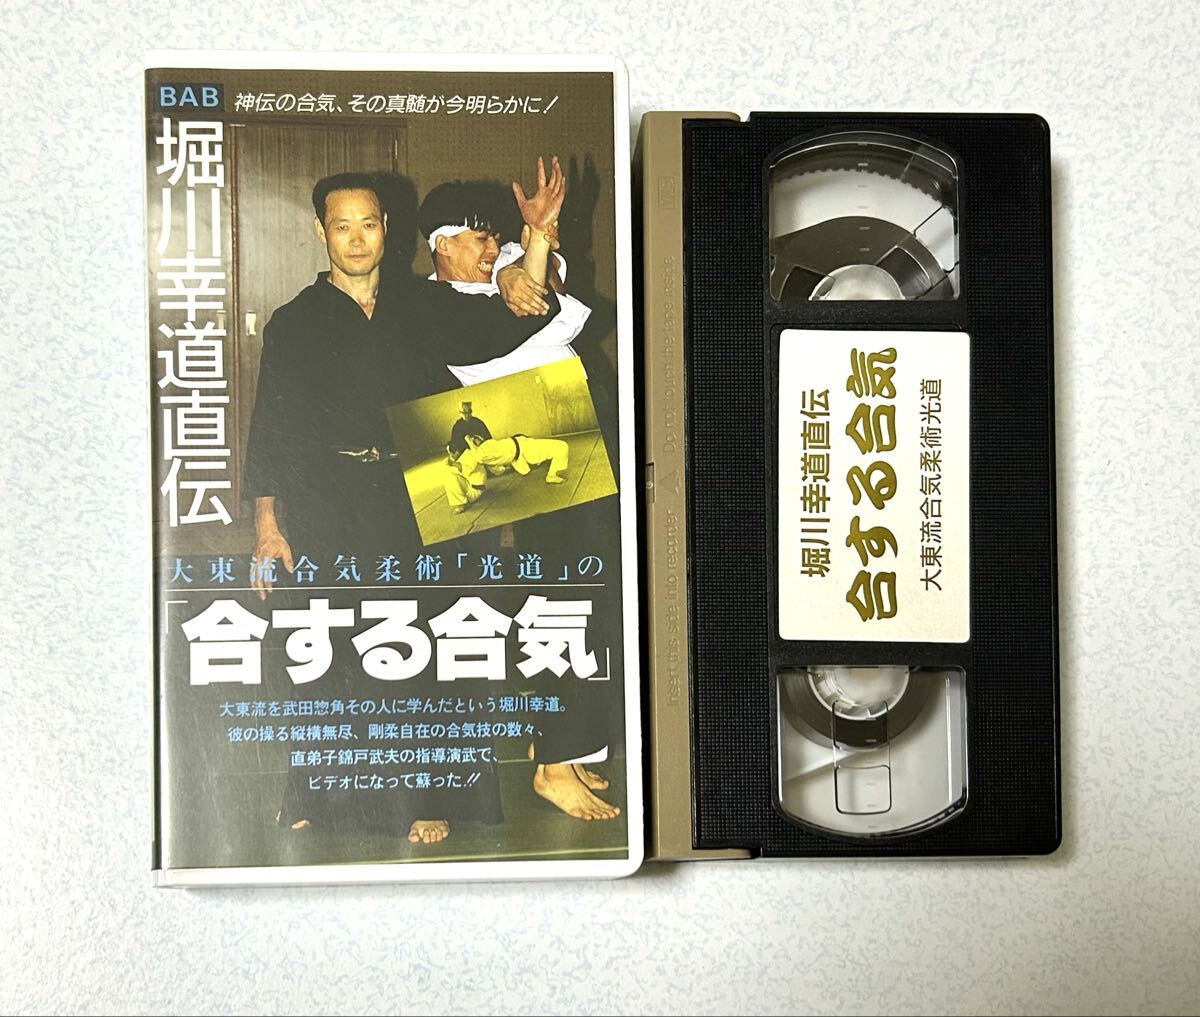 BAB
神伝の合気、その真髄が今明らかに!
堀川幸道直伝
大東流合気柔術「光道」の
「合する合気」
大東流を武田惣角その人に学んだという堀川幸道。
彼の操る縦横無尽、剛柔自在の合気技の数々、
直弟子錦戸武夫の指導演武で、
ビデオになって蘇った!!
堀川幸道直伝
合する合気
大東流合気柔術光道
Insert this side into recorder
Do not touch the tape inside